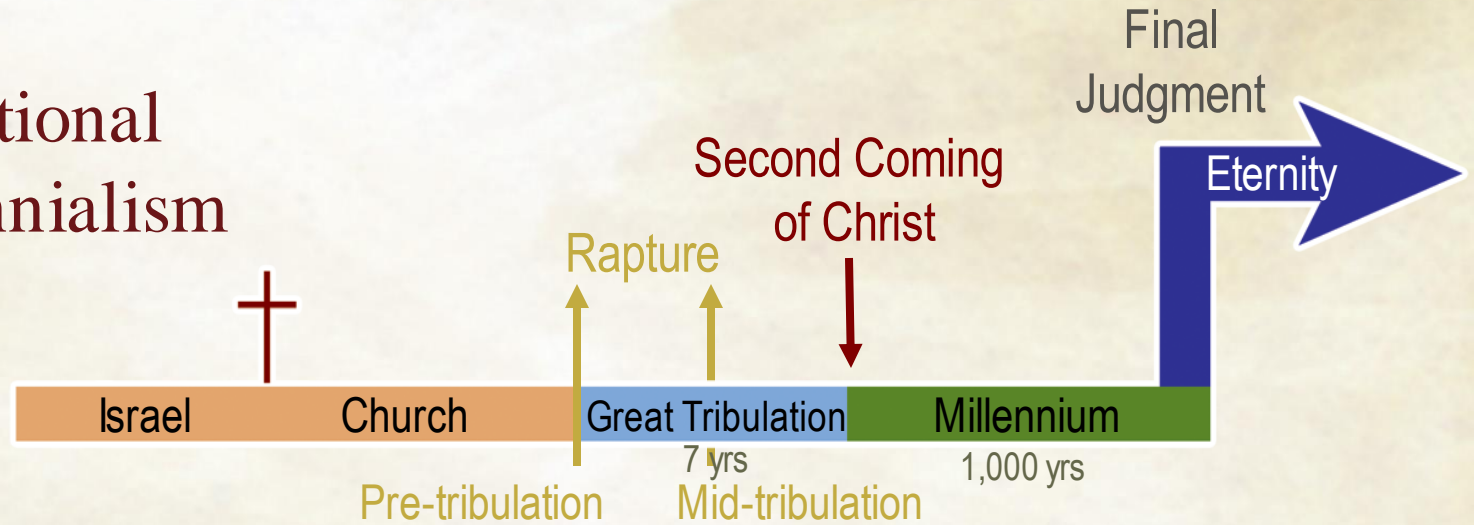 tional
nnialism
Final
Judgment
Second Coming
of Christ
Eternity
Rapture
Israel
Church
Great Tribulation
Millennium
7 yrs
1,000 yrs
Pre-tribulation
Mid-tribulation